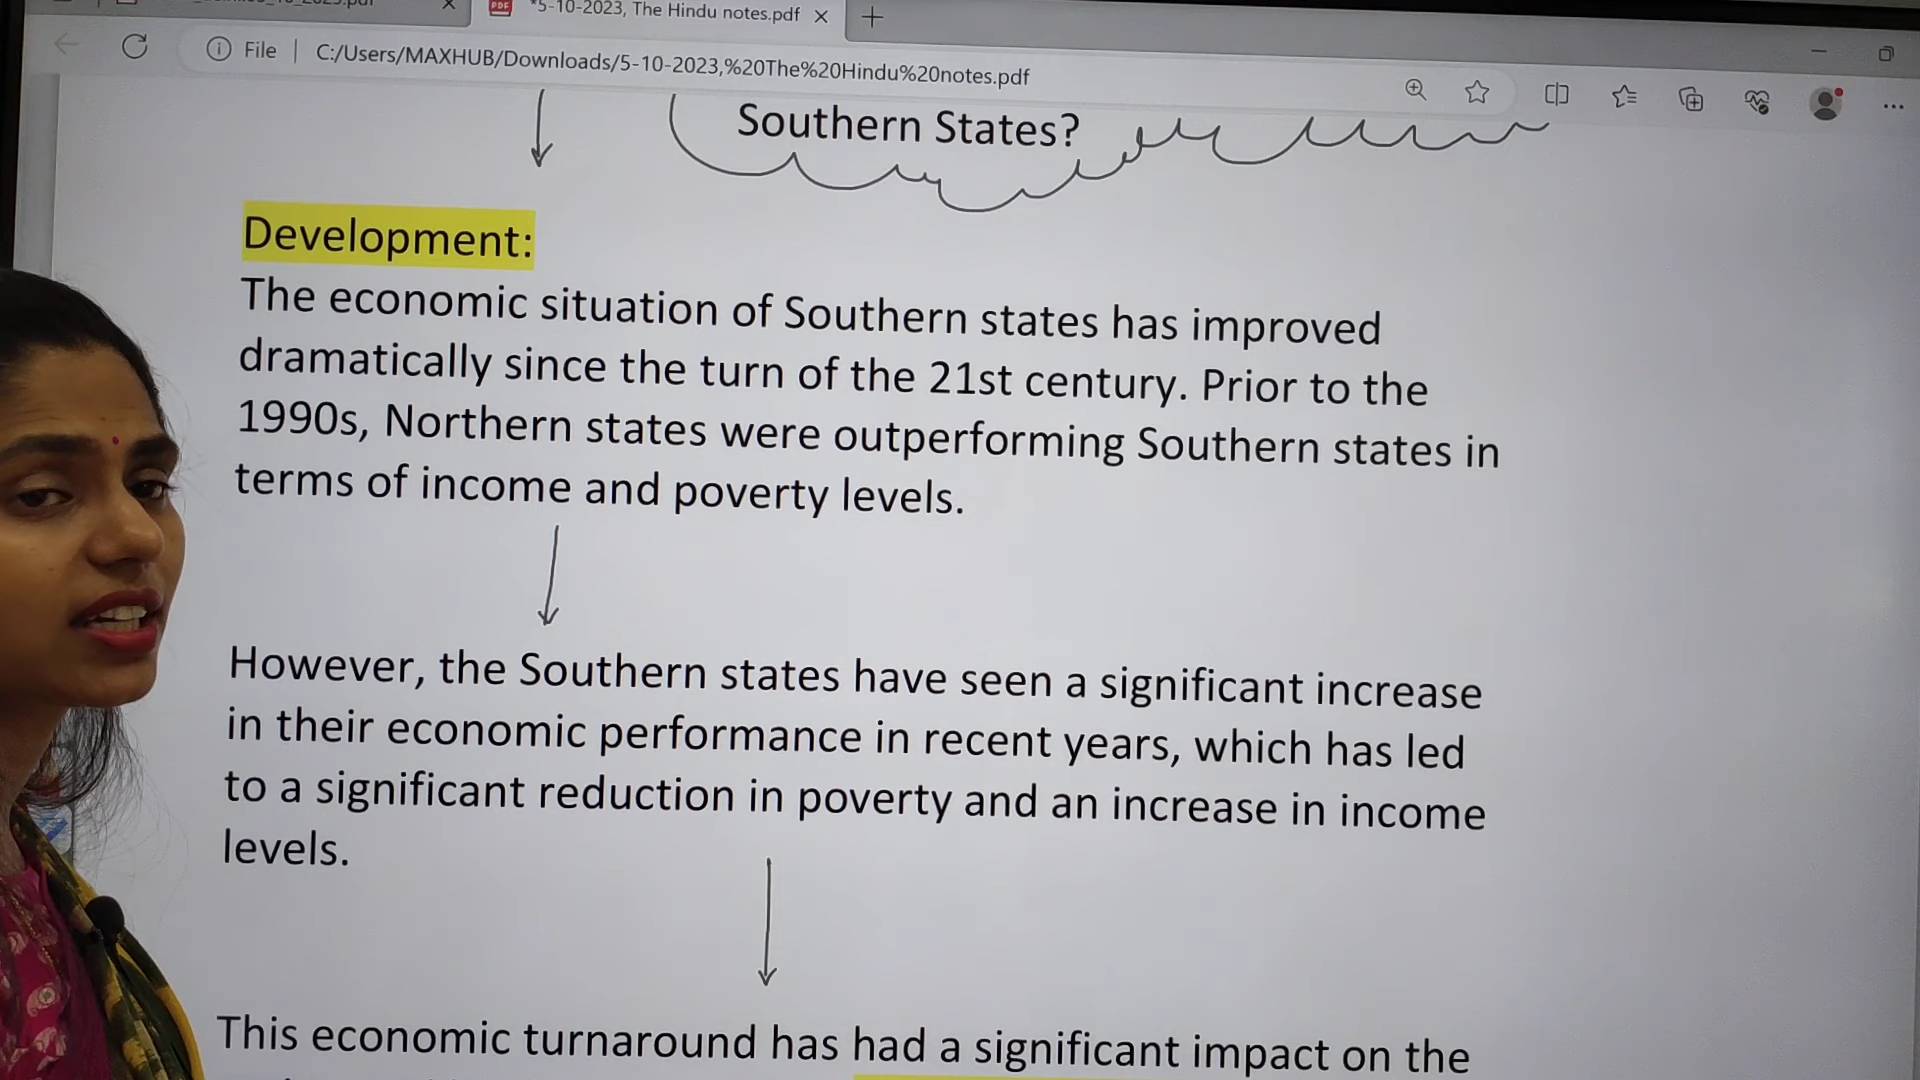 *5-10-2023, The Hindu notes.pdf
File
C:/Users/MAXHUB/Downloads/5-10-2023,%20The%20Hindu%20notes.pdf
Southern States?
Development:
The economic situation of Southern states has improved
dramatically since the turn of the 21st century. Prior to the
1990s, Northern states were outperforming Southern states in
terms of income and poverty levels.
However, the Southern states have seen a significant increase
in their economic performance in recent years, which has led
to a significant reduction in poverty and an increase in income
levels.
This economic turnaround has had a significant impact on the